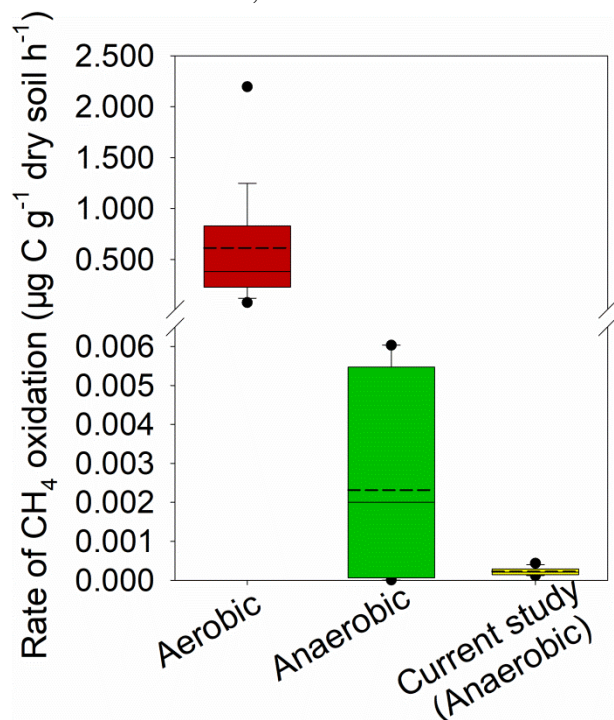 Rate of CH₄ oxidation (µg C g⁻¹ dry soil h⁻¹)
2.500
2.000
1.500
1.000
0.500
0.006
0.005
0.004
0.003
0.002
0.001
0.000
Aerobic
Anaerobic
Current study
(Anaerobic)